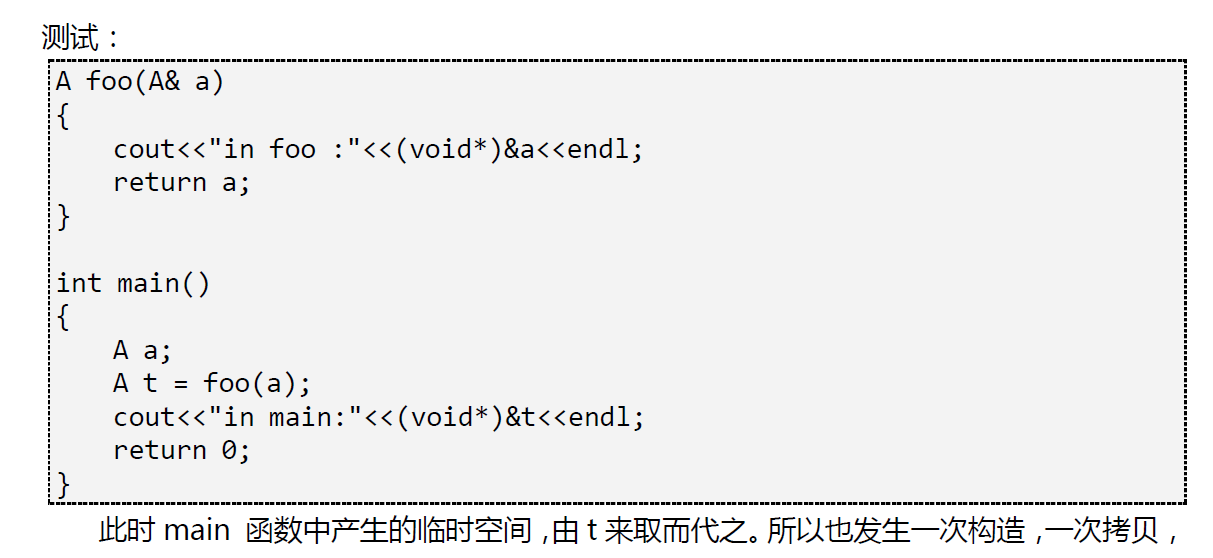 测试：
A foo(A& a)
{
    cout<<"in foo :"<<(void*)&a<<endl;
    return a;
}
int main()
{
    A a;
    A t = foo(a);
    cout<<"in main:"<<(void*)&t<<endl;
    return 0;
}
此时 main 函数中产生的临时空间，由 t 来取而代之。所以也发生一次构造，一次拷贝，